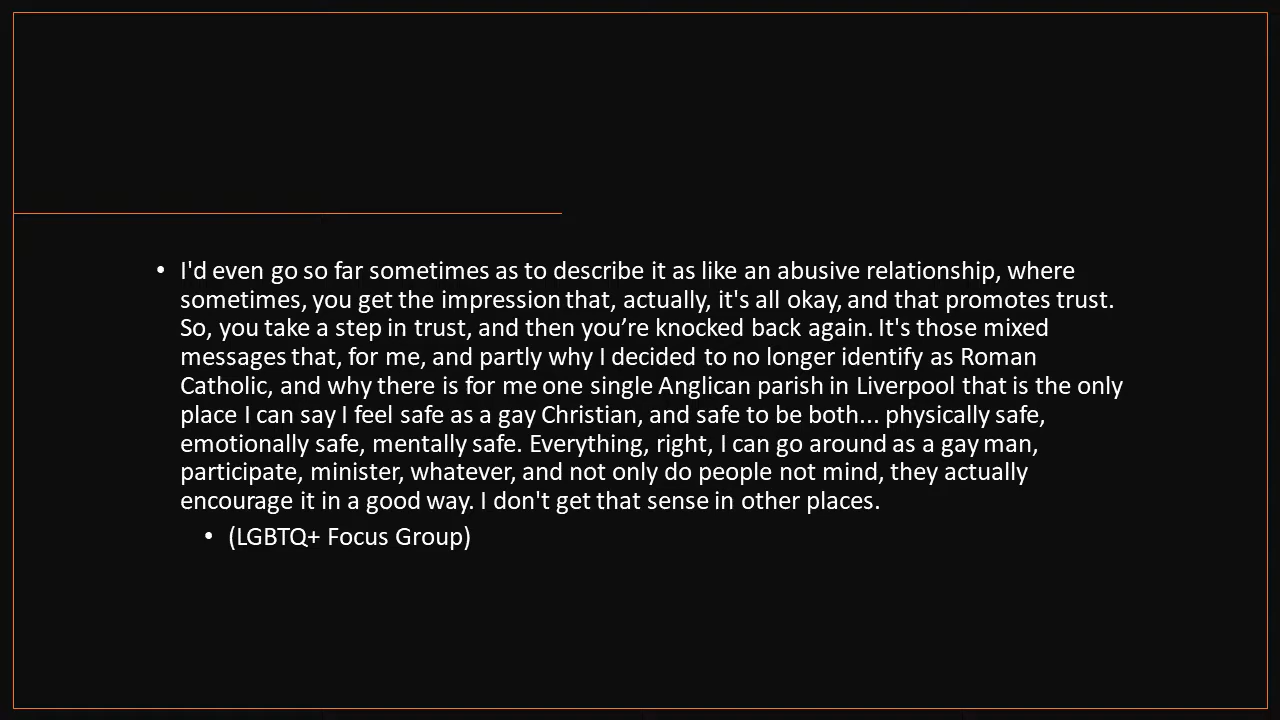 • I'd even go so far sometimes as to describe it as like an abusive relationship, where
sometimes, you get the impression that, actually, it's all okay, and that promotes trust.
So, you take a step in trust, and then you’re knocked back again. It's those mixed
messages that, for me, and partly why I decided to no longer identify as Roman
Catholic, and why there is for me one single Anglican parish in Liverpool that is the only
place I can say I feel safe as a gay Christian, and safe to be both... physically safe,
emotionally safe, mentally safe. Everything, right, I can go around as a gay man,
participate, minister, whatever, and not only do people not mind, they actually
encourage it in a good way. I don't get that sense in other places.
• (LGBTQ+ Focus Group)